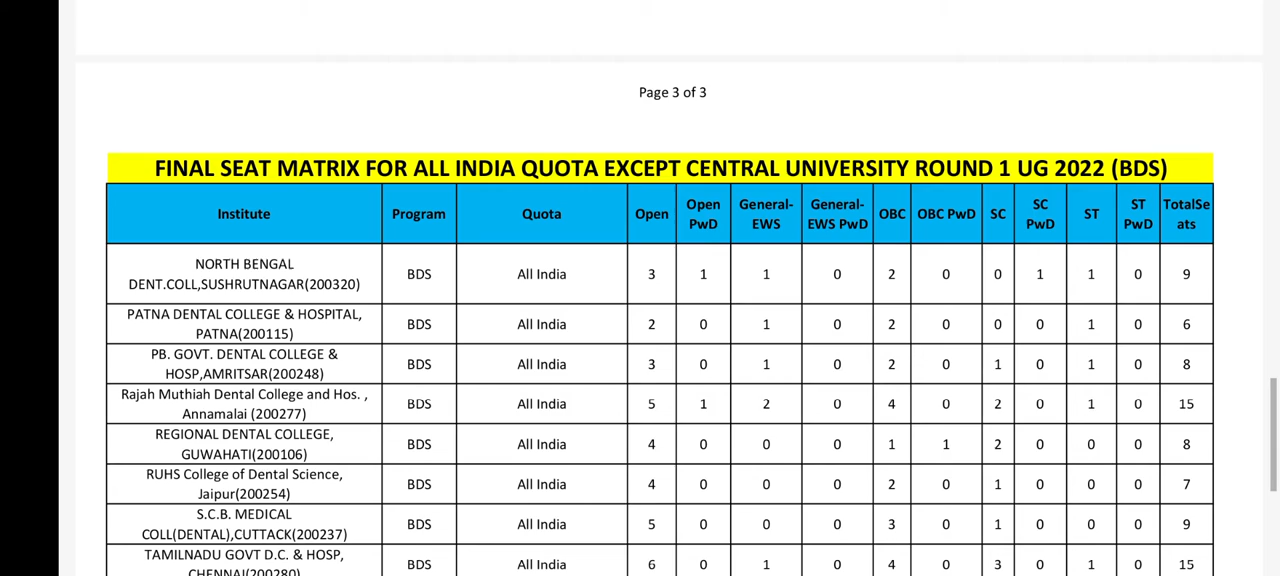 Page 3 of 3
FINAL SEAT MATRIX FOR ALL INDIA QUOTA EXCEPT CENTRAL UNIVERSITY ROUND 1 UG 2022 (BDS)
Institute Program Quota Open Open PwD General-EWS General-EWS PwD OBC OBC PwD SC SC PwD ST ST PwD TotalSeats
NORTH BENGAL
DENT.COLL,SUSHRUTNAGAR(200320) BDS All India 3 1 1 0 2 0 0 1 1 0 9
PATNA DENTAL COLLEGE & HOSPITAL,
PATNA(200115) BDS All India 2 0 1 0 2 0 0 0 1 0 6
PB. GOVT. DENTAL COLLEGE &
HOSP,AMRITSAR(200248) BDS All India 3 0 1 0 2 0 1 0 1 0 8
Rajah Muthiah Dental College and Hos. ,
Annamalai (200277) BDS All India 5 1 2 0 4 0 2 0 1 0 15
REGIONAL DENTAL COLLEGE,
GUWAHATI(200106) BDS All India 4 0 0 0 1 1 2 0 0 0 8
RUHS College of Dental Science,
Jaipur(200254) BDS All India 4 0 0 0 2 0 1 0 0 0 7
S.C.B. MEDICAL
COLL(DENTAL),CUTTACK(200237) BDS All India 5 0 0 0 3 0 1 0 0 0 9
TAMILNADU GOVT D.C. & HOSP,
CHENNAI(200280) BDS All India 6 0 1 0 4 0 3 0 1 0 15